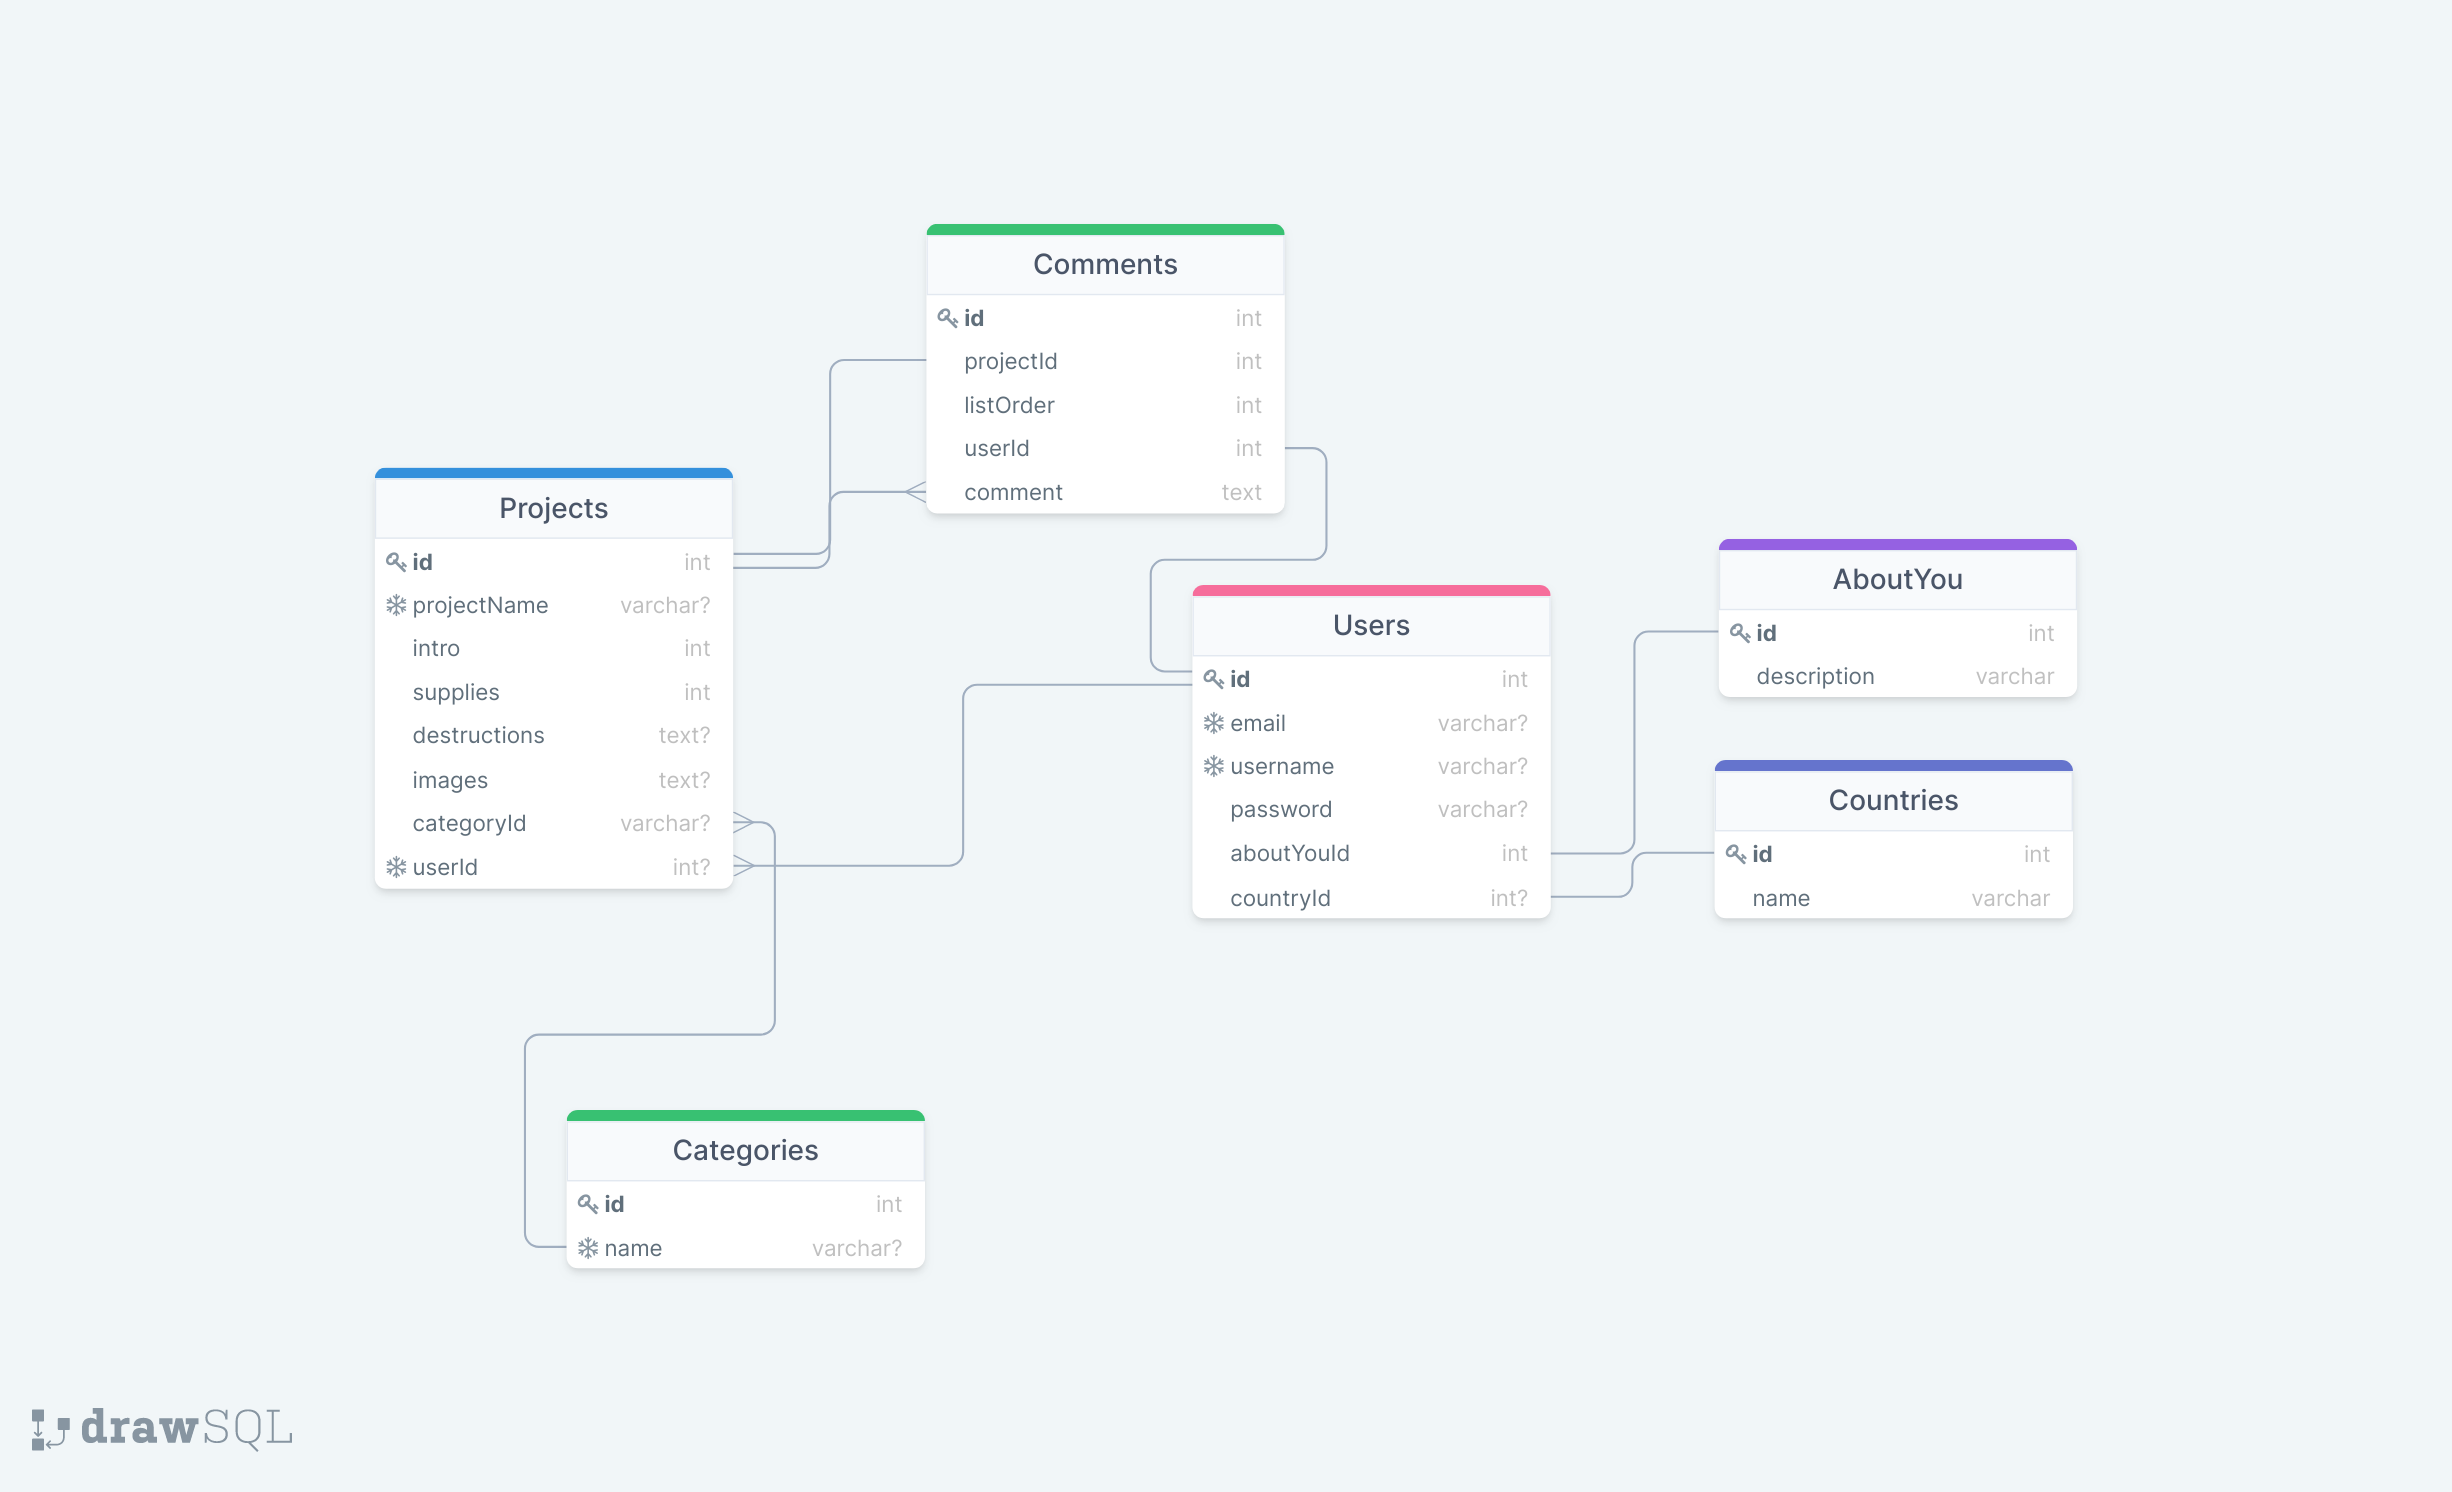 Comments
id int
projectId int
listOrder int
userId int
comment text
Projects
id int
projectName varchar?
intro int
supplies int
destructions text?
images text?
categoryId varchar?
userId int?
Users
id int
email varchar?
username varchar?
password varchar?
aboutYouId int
countryId int?
AboutYou
id int
description varchar
Countries
id int
name varchar
Categories
id int
name varchar?
drawSQL